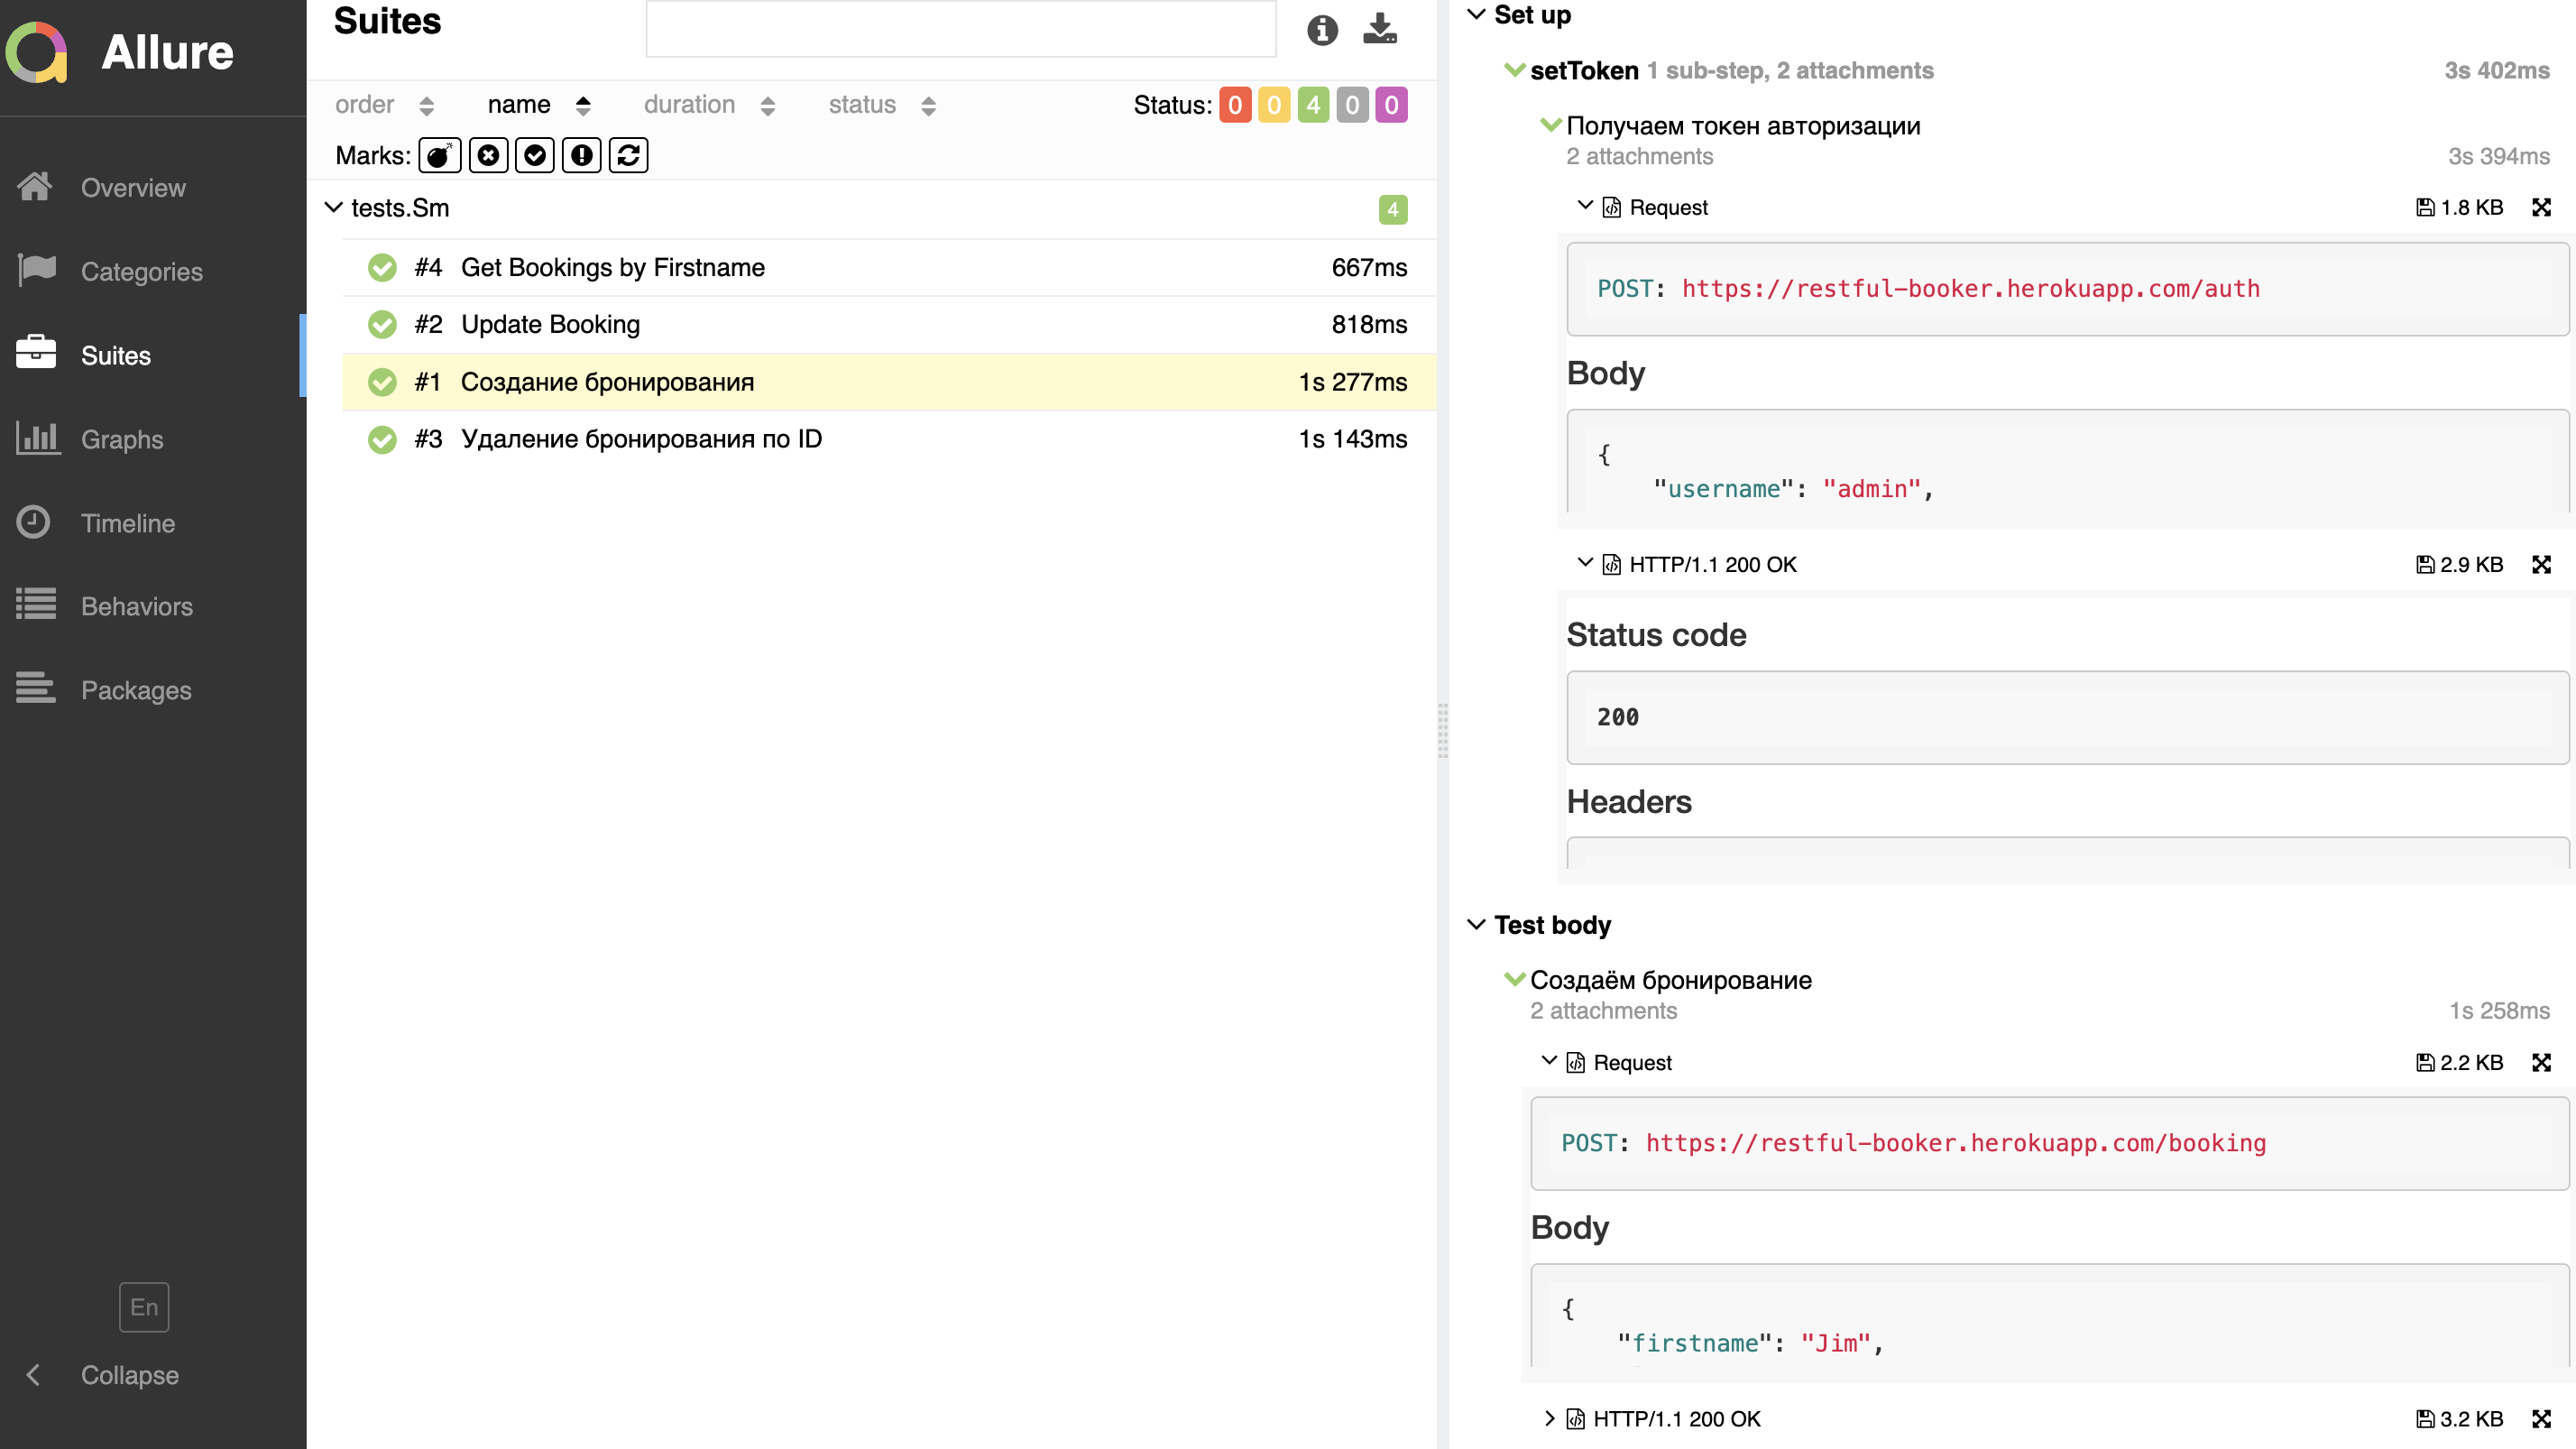 Allure
Overview
Categories
Suites
Graphs
Timeline
Behaviors
Packages
En
Collapse
Suites
order name duration status Status: 0 0 4 0 0
Marks:
tests.Sm 4
#4 Get Bookings by Firstname 667ms
#2 Update Booking 818ms
#1 Создание бронирования 1s 277ms
#3 Удаление бронирования по ID 1s 143ms
Set up
setToken 1 sub-step, 2 attachments 3s 402ms
Получаем токен авторизации
2 attachments 3s 394ms
Request 1.8 KB
POST: https://restful-booker.herokuapp.com/auth
Body
{
"username": "admin",
HTTP/1.1 200 OK 2.9 KB
Status code
200
Headers
Test body
Создаём бронирование
2 attachments 1s 258ms
Request 2.2 KB
POST: https://restful-booker.herokuapp.com/booking
Body
{
"firstname": "Jim",
HTTP/1.1 200 OK 3.2 KB